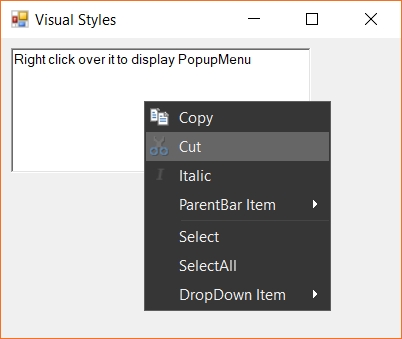 Visual Styles
Right click over it to display PopupMenu
Copy
Cut
Italic
ParentBar Item
Select
SelectAll
DropDown Item